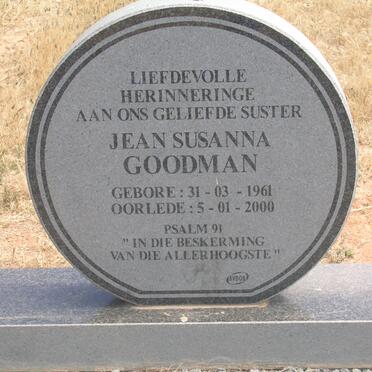 LIEFDEVOLLE
HERINNERINGE
AAN ONS GELIEFDE SUSTER
JEAN SUSANNA
GOODMAN
GEBORE : 31 - 03 - 1961
OORLEDE : 5 - 01 - 2000
PSALM 91
" IN DIE BESKERMING
VAN DIE ALLERHOOGSTE "